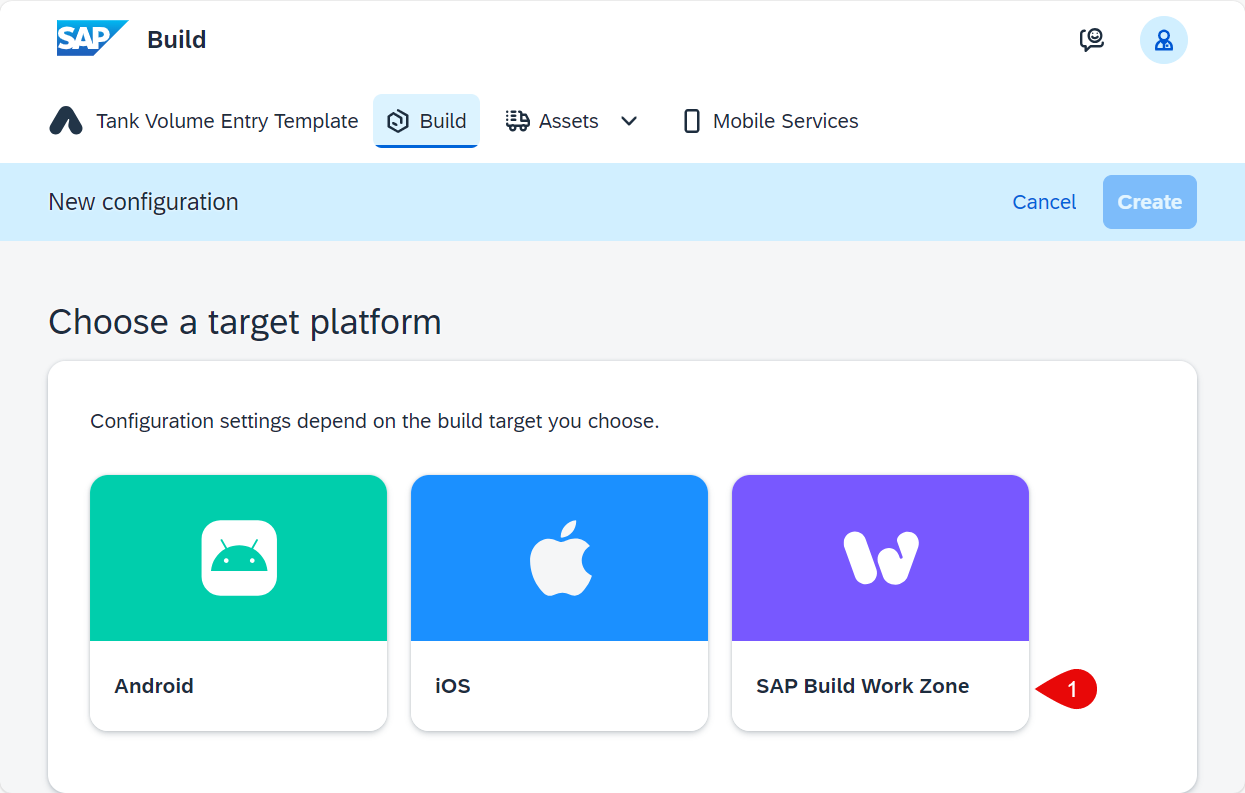 SAP Build
Tank Volume Entry Template Build Assets Mobile Services
New configuration Cancel Create
Choose a target platform
Configuration settings depend on the build target you choose.
Android iOS SAP Build Work Zone 1